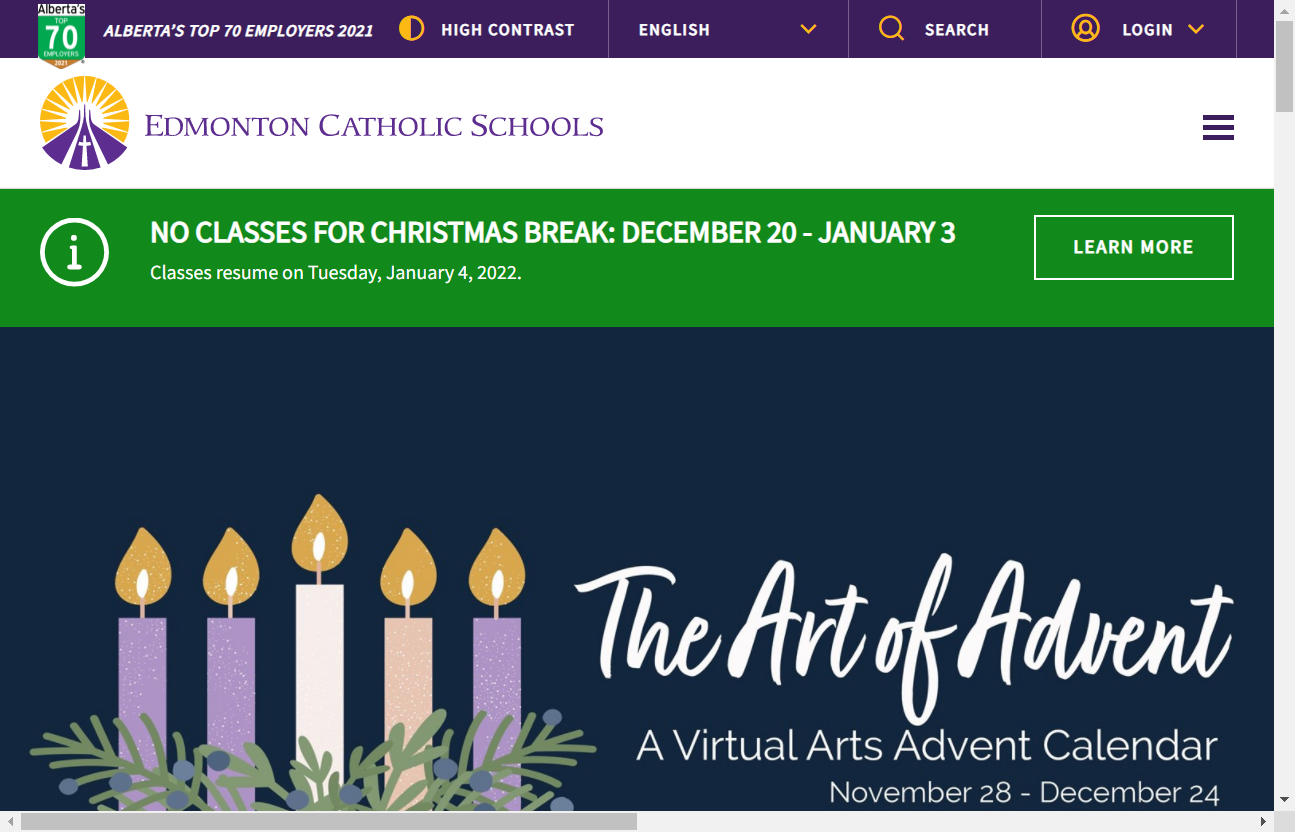 Alberta's
TOP
70
EMPLOYERS
2021
ALBERTA'S TOP 70 EMPLOYERS 2021
HIGH CONTRAST
ENGLISH
SEARCH
LOGIN
EDMONTON CATHOLIC SCHOOLS
NO CLASSES FOR CHRISTMAS BREAK: DECEMBER 20 - JANUARY 3
LEARN MORE
Classes resume on Tuesday, January 4, 2022.
The Art of Advent
A Virtual Arts Advent Calendar
November 28 - December 24